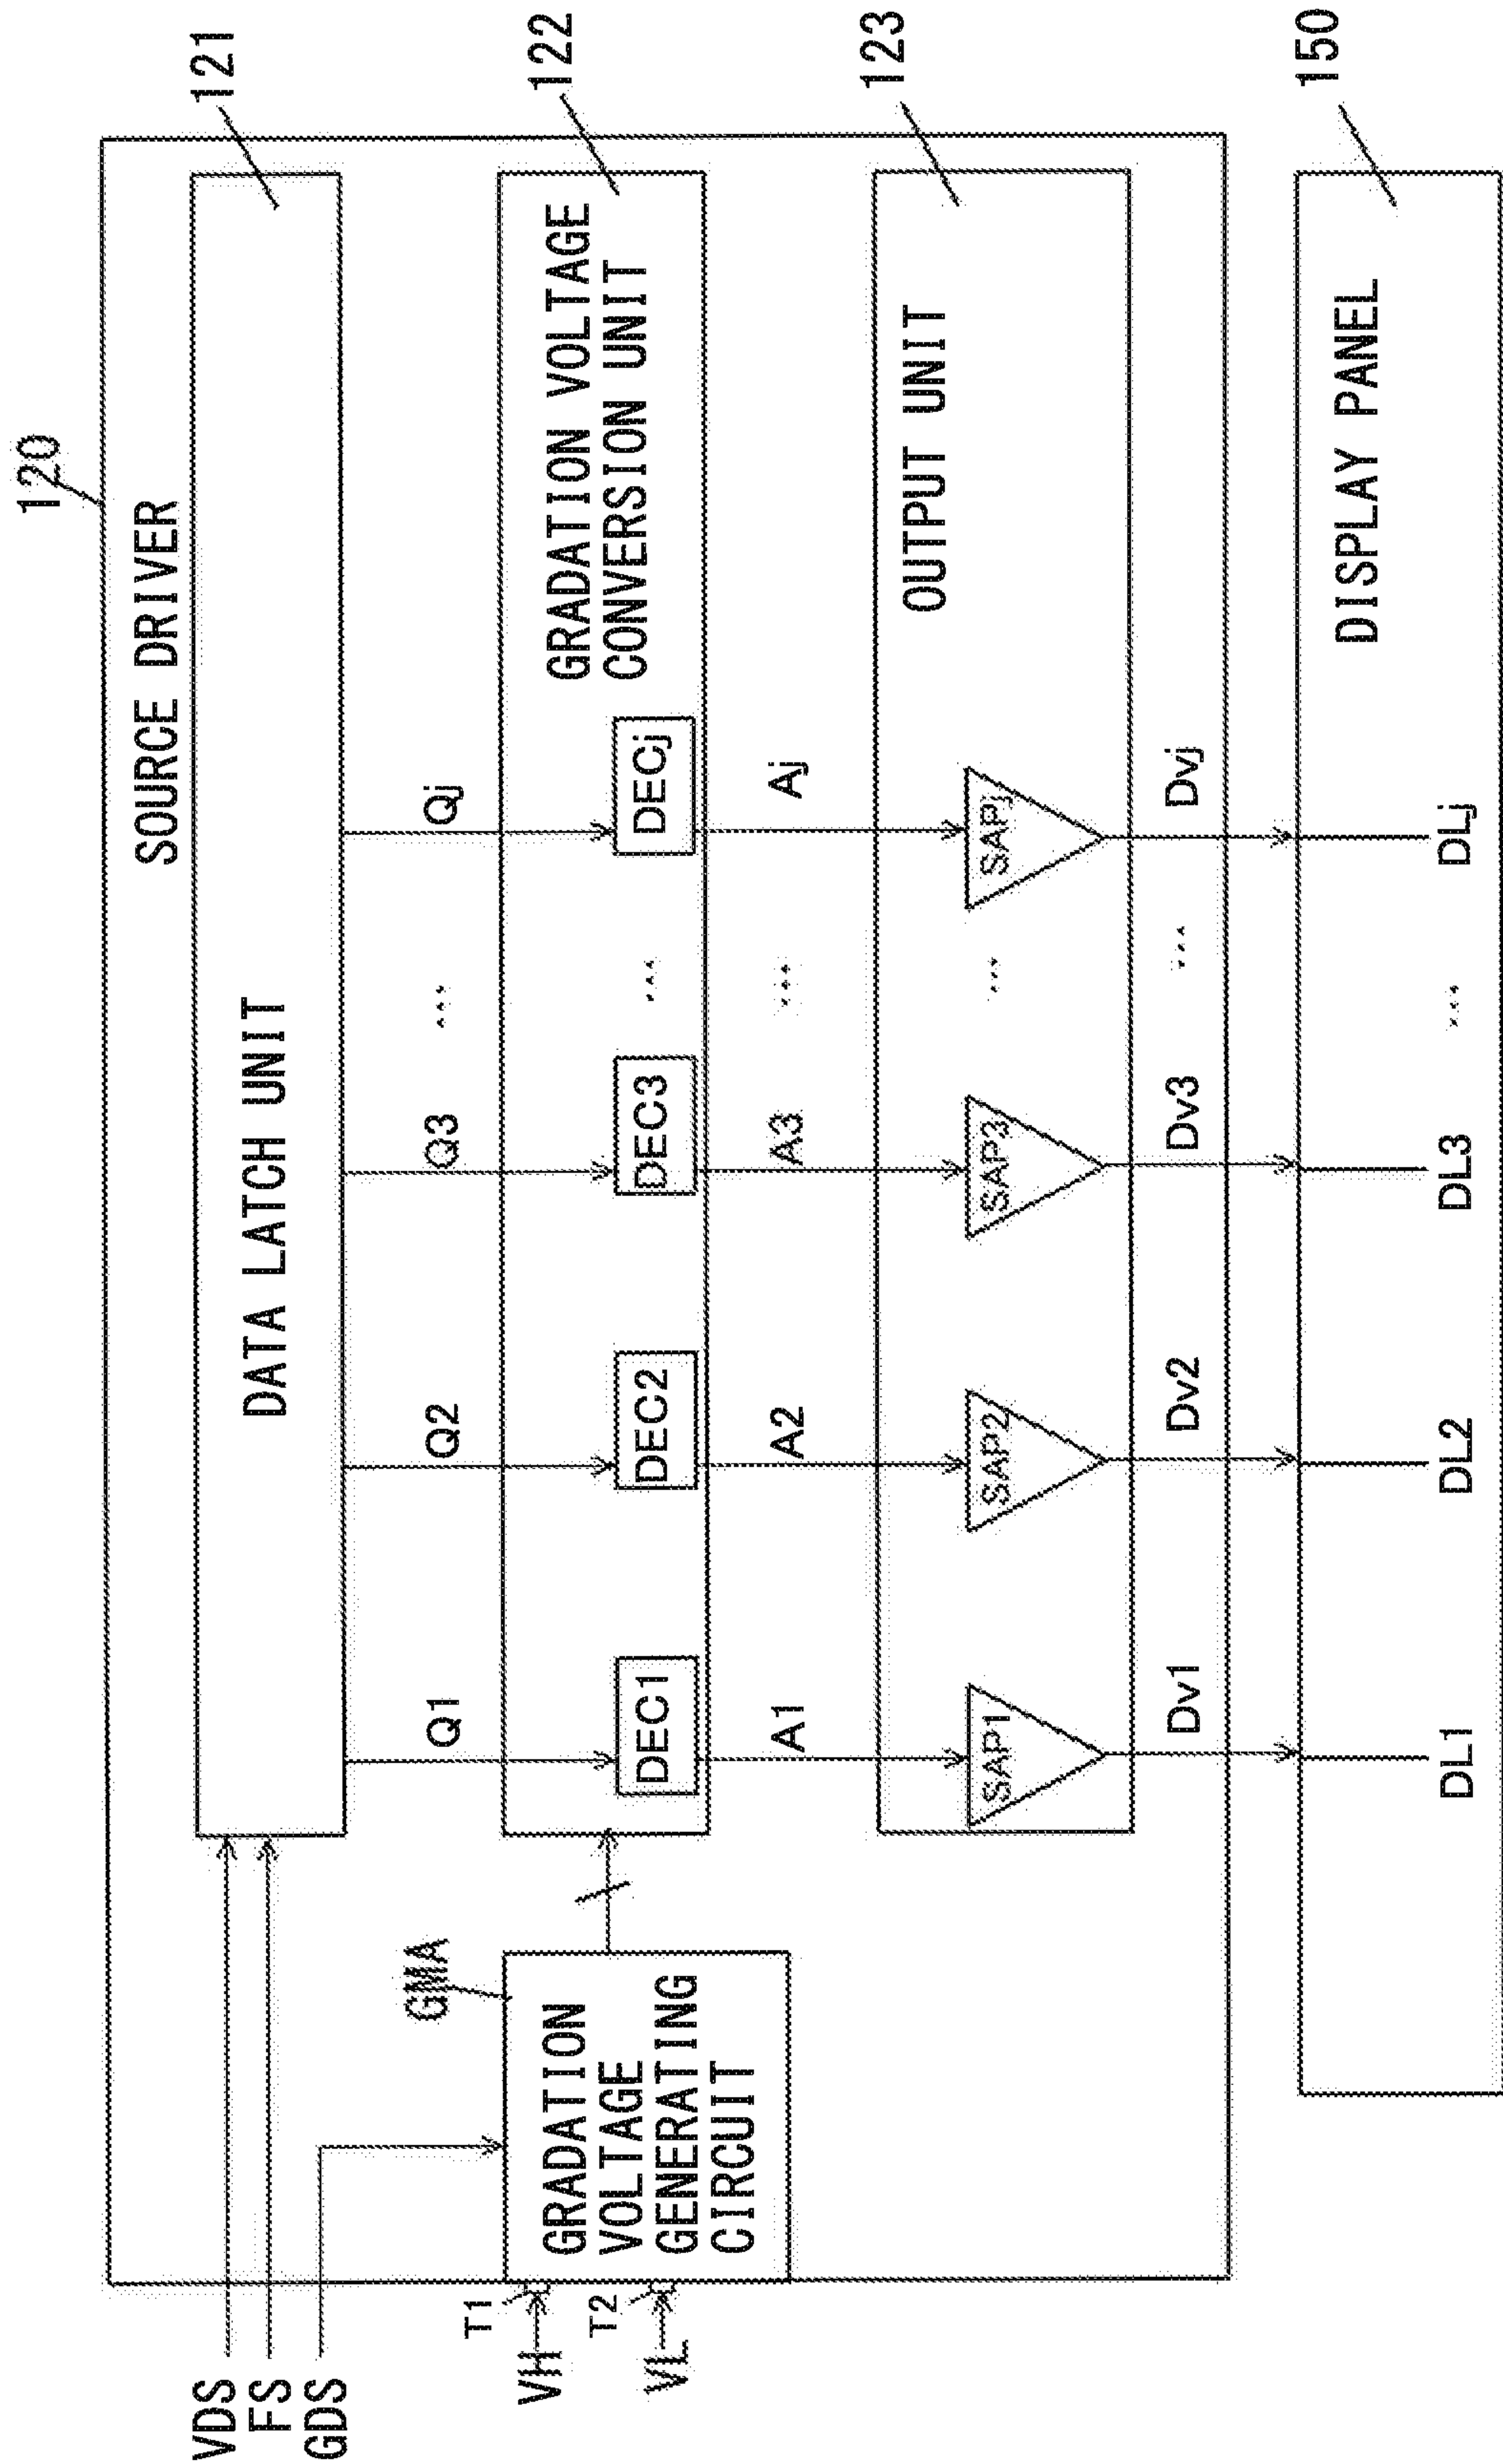 120
SOURCE DRIVER
VDS
FS
GDS
DATA LATCH UNIT
121
Q1
Q2
Q3
...
Qj
GMA
T1
VH
T2
VL
GRADATION
VOLTAGE
GENERATING
CIRCUIT
DEC1
DEC2
DEC3
...
DECj
GRADATION VOLTAGE
CONVERSION UNIT
122
A1
A2
A3
...
Aj
SAP1
SAP2
SAP3
...
SAPj
OUTPUT UNIT
123
Dv1
Dv2
Dv3
...
Dvj
DL1
DL2
DL3
...
DLj
DISPLAY PANEL
150